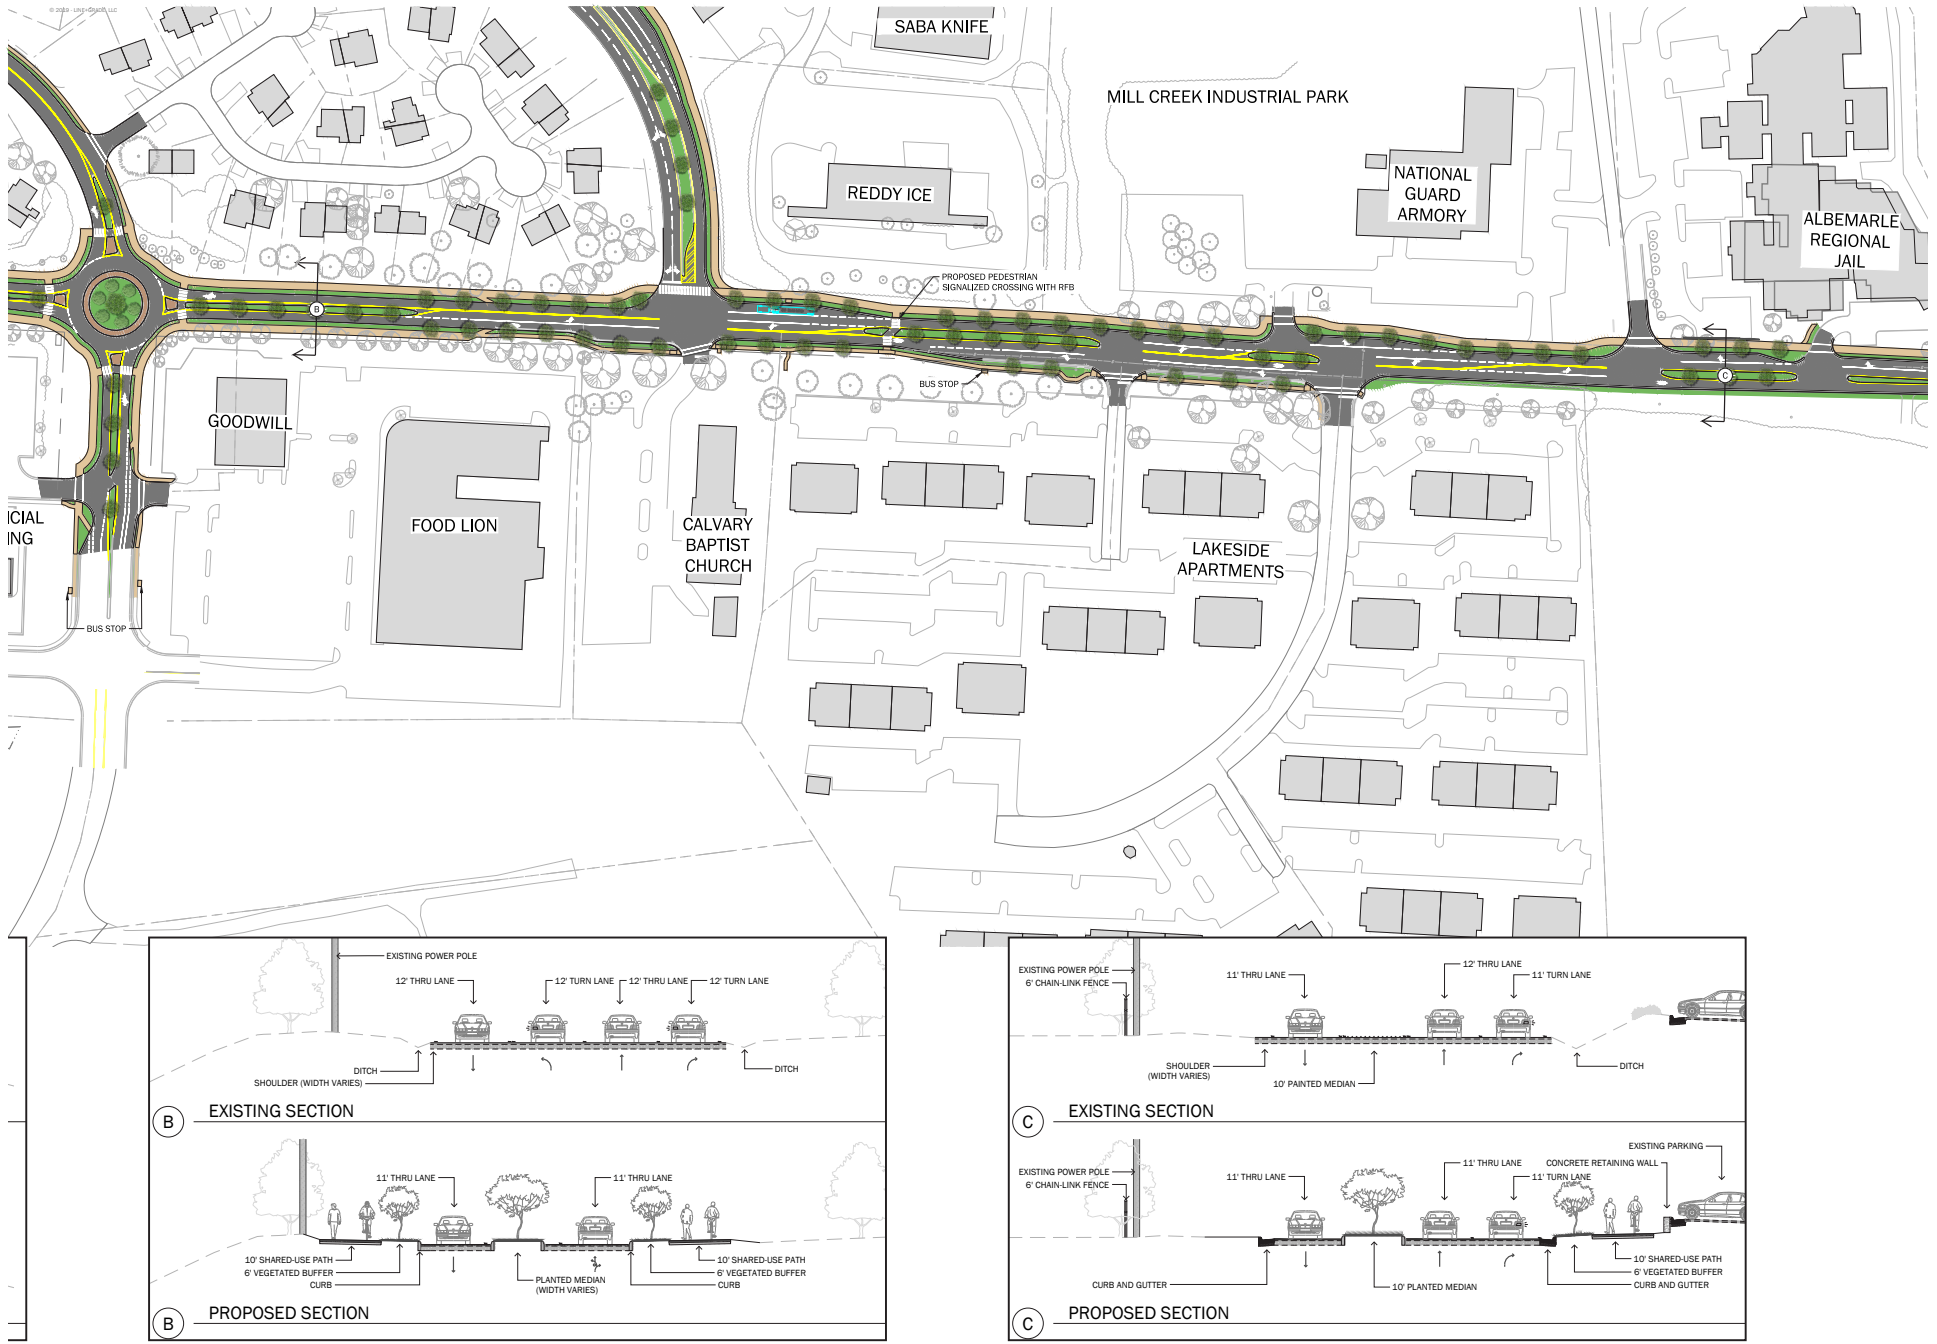 © 2019 - LINE+GRADE, LLC
SABA KNIFE
MILL CREEK INDUSTRIAL PARK
REDDY ICE
NATIONAL
GUARD
ARMORY
ALBEMARLE
REGIONAL
JAIL
PROPOSED PEDESTRIAN
SIGNALIZED CROSSING WITH RFB
B
C
BUS STOP
GOODWILL
FOOD LION
CALVARY
BAPTIST
CHURCH
LAKESIDE
APARTMENTS
ICIAL
ING
BUS STOP
EXISTING POWER POLE
12' THRU LANE
12' TURN LANE
12' THRU LANE
12' TURN LANE
DITCH
SHOULDER (WIDTH VARIES)
DITCH
B
EXISTING SECTION
11' THRU LANE
11' THRU LANE
10' SHARED-USE PATH
6' VEGETATED BUFFER
CURB
PLANTED MEDIAN
(WIDTH VARIES)
10' SHARED-USE PATH
6' VEGETATED BUFFER
CURB
B
PROPOSED SECTION
EXISTING POWER POLE
6' CHAIN-LINK FENCE
11' THRU LANE
12' THRU LANE
11' TURN LANE
SHOULDER
(WIDTH VARIES)
10' PAINTED MEDIAN
DITCH
C
EXISTING SECTION
EXISTING PARKING
EXISTING POWER POLE
6' CHAIN-LINK FENCE
11' THRU LANE
11' THRU LANE
CONCRETE RETAINING WALL
11' TURN LANE
CURB AND GUTTER
10' PLANTED MEDIAN
10' SHARED-USE PATH
6' VEGETATED BUFFER
CURB AND GUTTER
C
PROPOSED SECTION